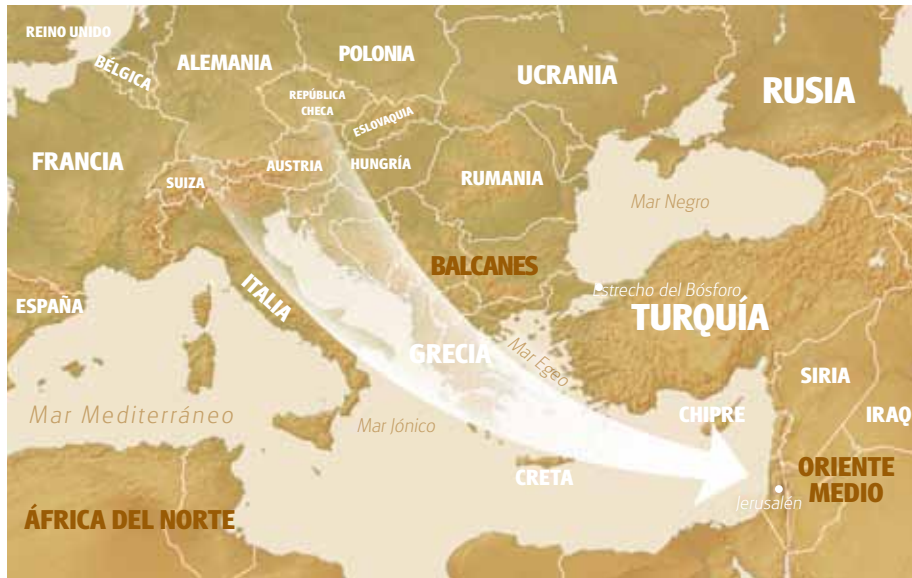 REINO UNIDO
BÉLGICA
ALEMANIA
POLONIA
UCRANIA
RUSIA
REPÚBLICA
CHECA
ESLOVAQUIA
FRANCIA
SUIZA
AUSTRIA
HUNGRÍA
RUMANIA
Mar Negro
BALCANES
ESPAÑA
ITALIA
Estrecho del Bósforo
TURQUÍA
GRECIA
Mar Egeo
SIRIA
Mar Mediterráneo
Mar Jónico
CHIPRE
IRAQ
CRETA
ORIENTE
MEDIO
Jerusalén
ÁFRICA DEL NORTE